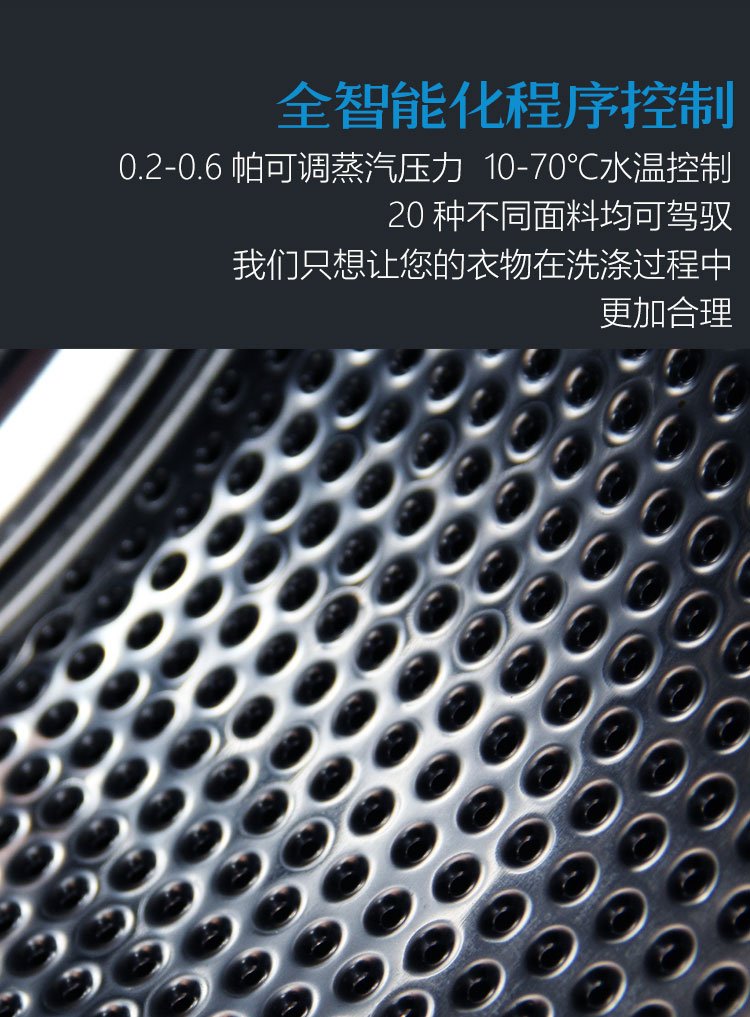 全智能化程序控制
0.2-0.6 帕可调蒸汽压力 10-70℃水温控制
20 种不同面料均可驾驭
我们只想让您的衣物在洗涤过程中
更加合理